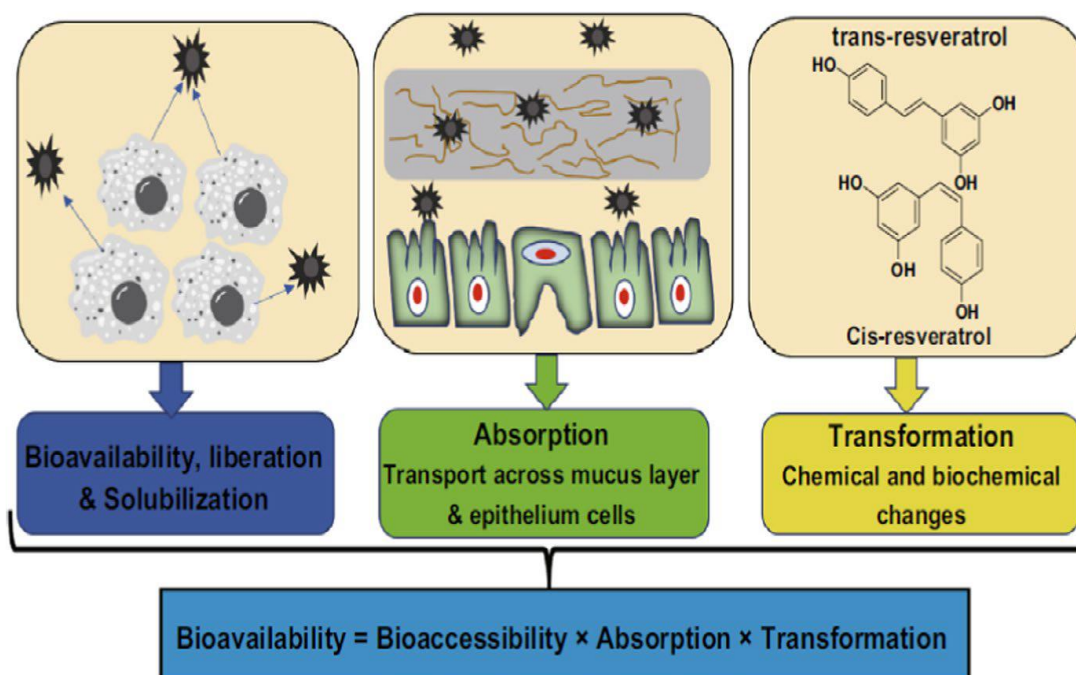 trans-resveratrol
HO
OH
OH
HO
OH
OH
Cis-resveratrol
Bioavailability, liberation
& Solubilization
Absorption
Transport across mucus layer
& epithelium cells
Transformation
Chemical and biochemical
changes
Bioavailability = Bioaccessibility × Absorption × Transformation